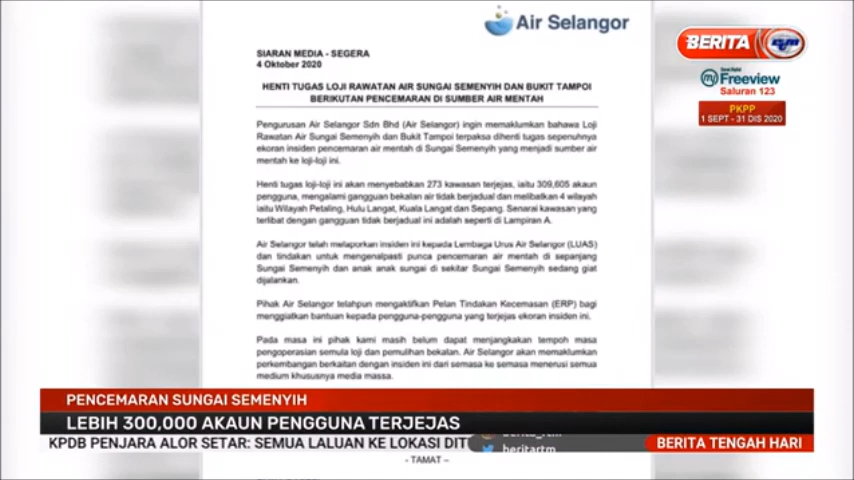 Air Selangor
SIARAN MEDIA - SEGERA
4 Oktober 2020
HENTI TUGAS LOJI RAWATAN AIR SUNGAI SEMENYIH DAN BUKIT TAMPOI
BERIKUTAN PENCEMARAN DI SUMBER AIR MENTAH
Pengurusan Air Selangor Sdn Bhd (Air Selangor) ingin memaklumkan bahawa Loji
Rawatan Air Sungai Semenyih dan Bukit Tampoi terpaksa dihenti tugas sepenuhnya
ekoran insiden pencemaran air mentah di Sungai Semenyih yang menjadi sumber air
mentah ke loji-loji ini.
Henti tugas loji-loji ini akan menyebabkan 273 kawasan terjejas, iaitu 309,605 akaun
pengguna, mengalami gangguan bekalan air tidak berjadual dan melibatkan 4 wilayah
iaitu Wilayah Petaling, Hulu Langat, Kuala Langat dan Sepang. Senarai kawasan yang
terlibat dengan gangguan tidak berjadual ini adalah seperti di Lampiran A.
Air Selangor telah melaporkan insiden ini kepada Lembaga Urus Air Selangor (LUAS)
dan tindakan untuk mengenalpasti punca pencemaran air mentah di sepanjang
Sungai Semenyih dan anak anak sungai di sekitar Sungai Semenyih sedang giat
dijalankan.
Pihak Air Selangor telahpun mengaktifkan Pelan Tindakan Kecemasan (ERP) bagi
menggiatkan bantuan kepada pengguna-pengguna yang terjejas ekoran insiden ini.
Pada masa ini pihak kami masih belum dapat menjangkakan tempoh masa
pengoperasian semula loji dan pemulihan bekalan. Air Selangor akan memaklumkan
perkembangan berkaitan dengan insiden ini dari semasa ke semasa menerusi semua
medium khususnya media massa.
BERITA
Freeview
Saluran 123
PKPP
1 SEPT - 31 DIS 2020
PENCEMARAN SUNGAI SEMENYIH
LEBIH 300,000 AKAUN PENGGUNA TERJEJAS
KPDB PENJARA ALOR SETAR: SEMUA LALUAN KE LOKASI DIT
beritartm
BERITA TENGAH HARI
- TAMAT –